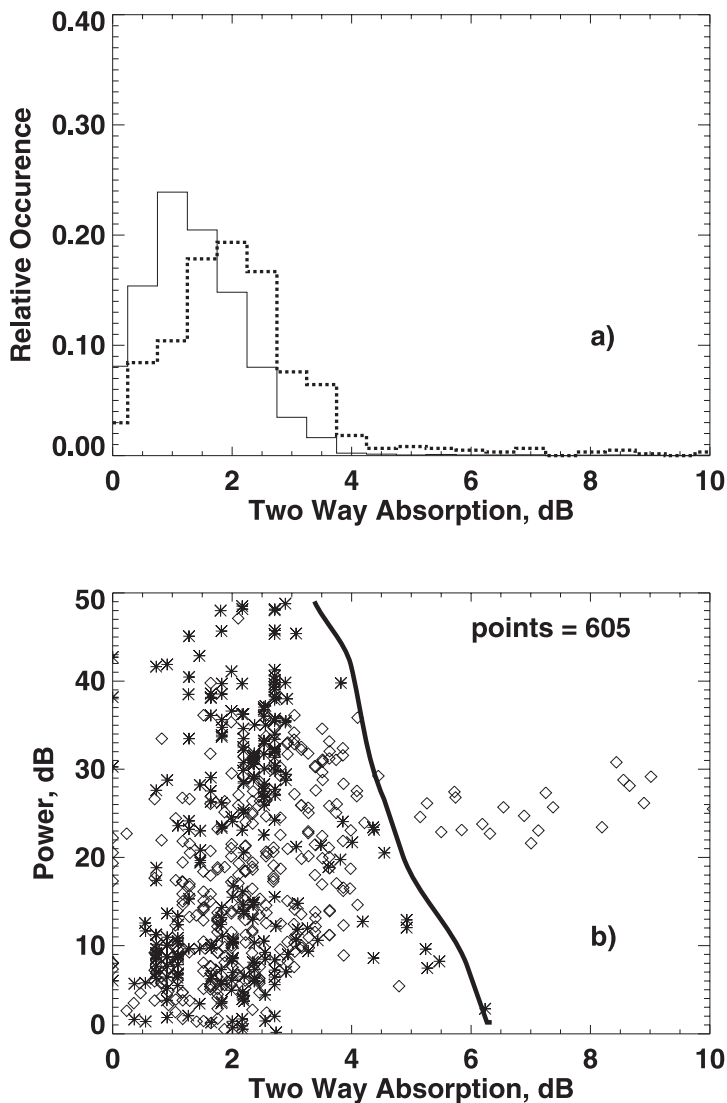 0.40
0.30
0.20
0.10
0.00
Relative Occurence
a)
0 2 4 6 8 10
Two Way Absorption, dB
50
40
30
20
10
0
Power, dB
points = 605
b)
0 2 4 6 8 10
Two Way Absorption, dB